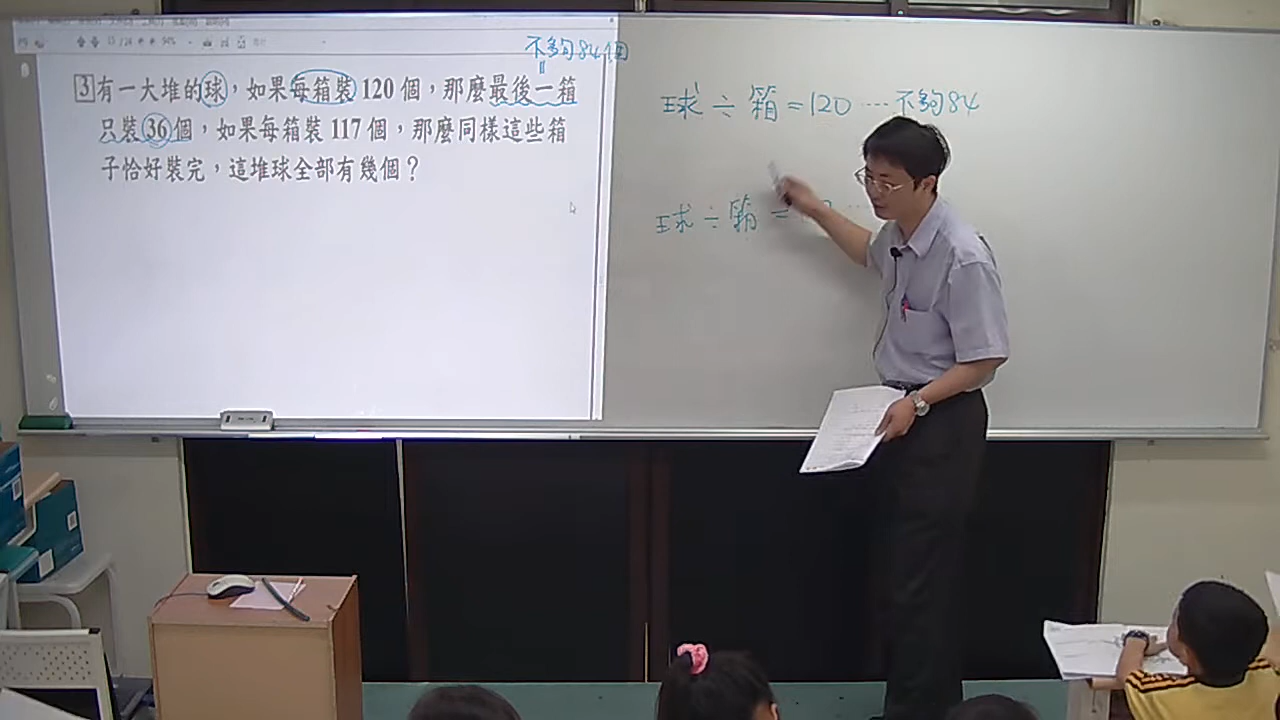 不夠84個
3有一大堆的球，如果每箱裝120個，那麼最後一箱
只裝36個，如果每箱裝117個，那麼同樣這些箱
子恰好裝完，這堆球全部有幾個？
球÷箱=120…不夠84
球÷箱=